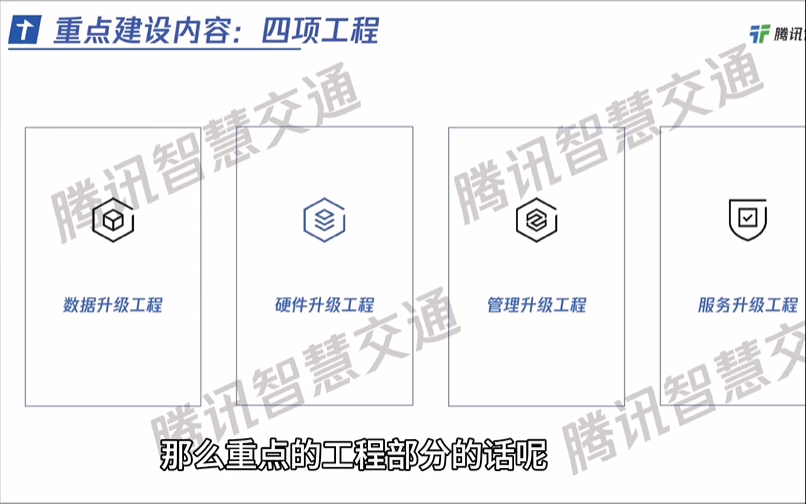 重点建设内容：四项工程
腾讯
腾讯智慧交通
腾讯智慧交通
数据升级工程
硬件升级工程
管理升级工程
服务升级工程
腾讯智慧交通
腾讯智慧交
那么重点的工程部分的话呢